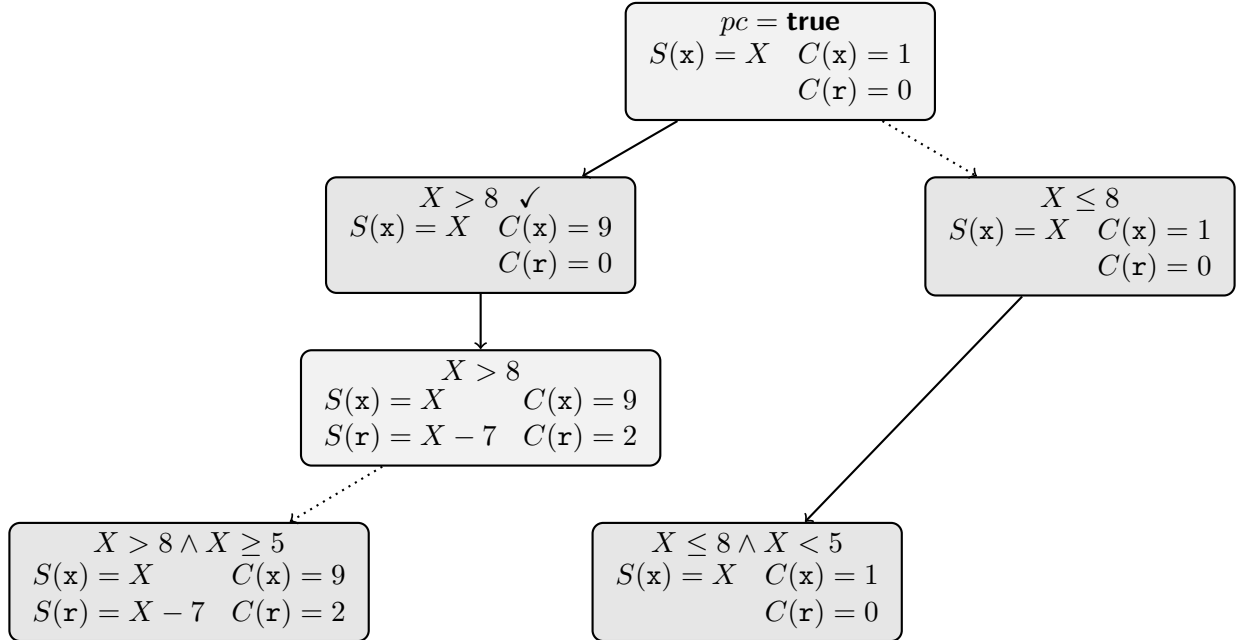 pc = true
S(x) = X C(x) = 1
C(r) = 0
X > 8 ✓
S(x) = X C(x) = 9
C(r) = 0
X ≤ 8
S(x) = X C(x) = 1
C(r) = 0
X > 8
S(x) = X C(x) = 9
S(r) = X − 7 C(r) = 2
X > 8 ∧ X ≥ 5
S(x) = X C(x) = 9
S(r) = X − 7 C(r) = 2
X ≤ 8 ∧ X < 5
S(x) = X C(x) = 1
C(r) = 0